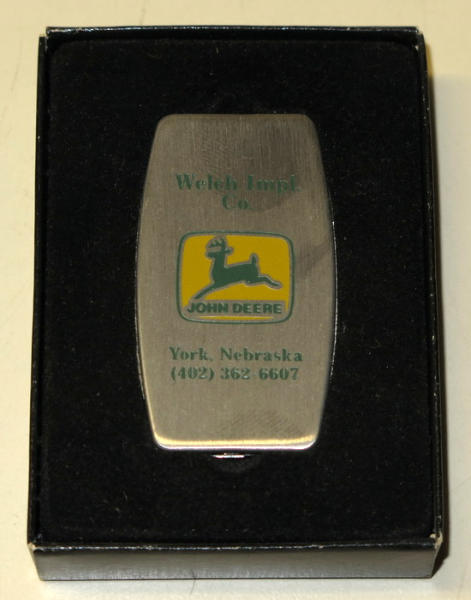 Welch Impl.
Co.
JOHN DEERE
York, Nebraska
(402) 362-6607